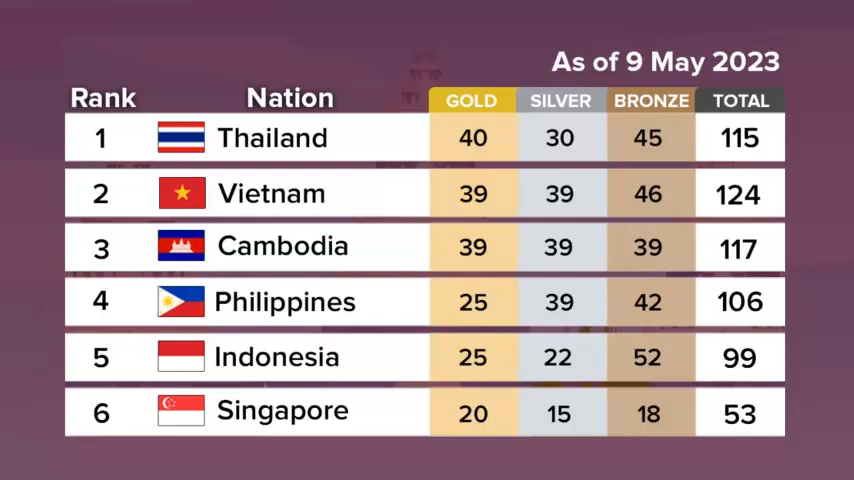 As of 9 May 2023
Rank Nation GOLD SILVER BRONZE TOTAL
1 Thailand 40 30 45 115
2 Vietnam 39 39 46 124
3 Cambodia 39 39 39 117
4 Philippines 25 39 42 106
5 Indonesia 25 22 52 99
6 Singapore 20 15 18 53